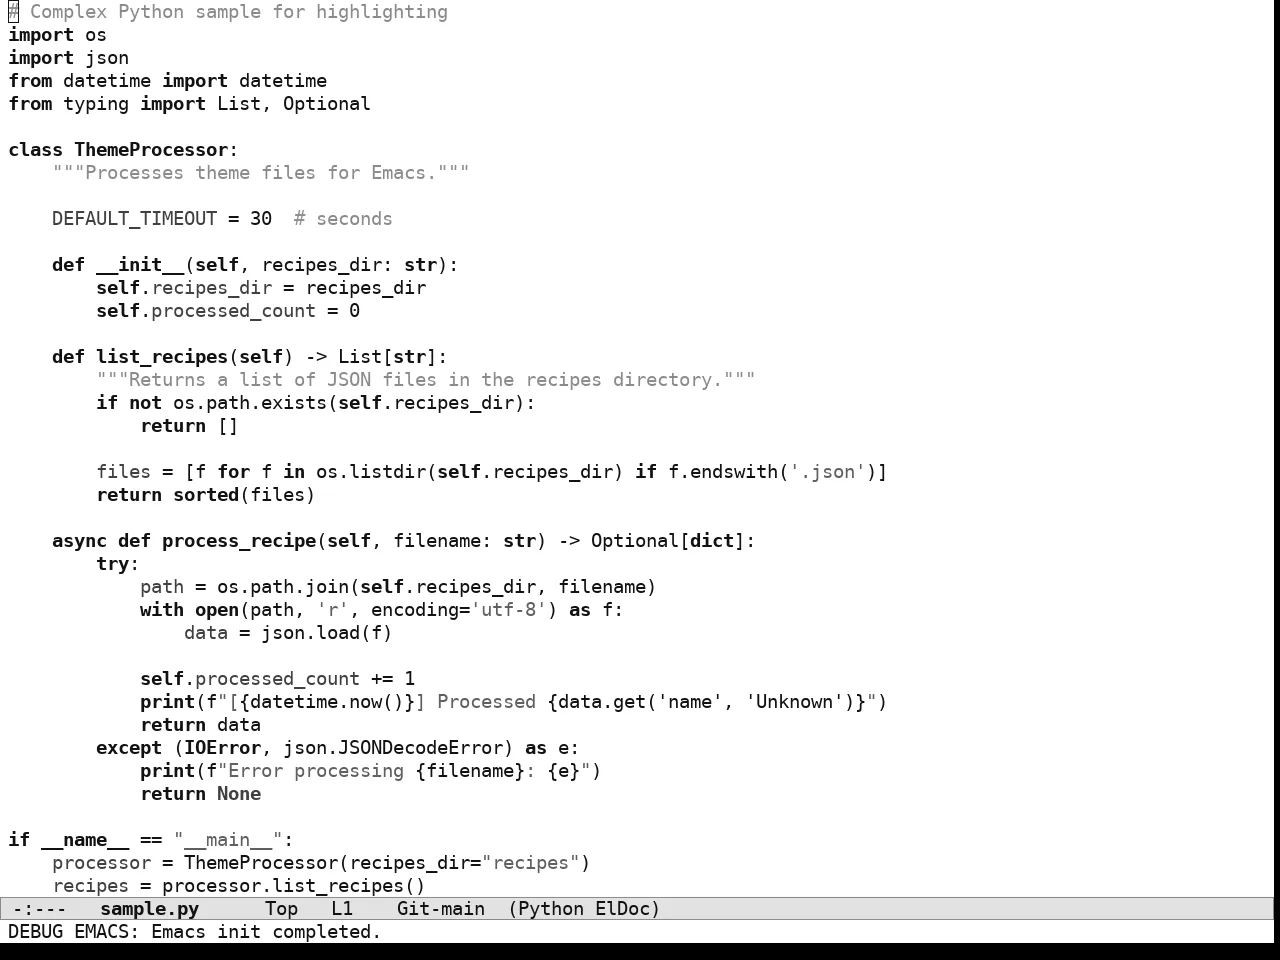 # Complex Python sample for highlighting
import os
import json
from datetime import datetime
from typing import List, Optional

class ThemeProcessor:
    """Processes theme files for Emacs."""

    DEFAULT_TIMEOUT = 30  # seconds

    def __init__(self, recipes_dir: str):
        self.recipes_dir = recipes_dir
        self.processed_count = 0

    def list_recipes(self) -> List[str]:
        """Returns a list of JSON files in the recipes directory."""
        if not os.path.exists(self.recipes_dir):
            return []

        files = [f for f in os.listdir(self.recipes_dir) if f.endswith('.json')]
        return sorted(files)

    async def process_recipe(self, filename: str) -> Optional[dict]:
        try:
            path = os.path.join(self.recipes_dir, filename)
            with open(path, 'r', encoding='utf-8') as f:
                data = json.load(f)

            self.processed_count += 1
            print(f"[{datetime.now()}] Processed {data.get('name', 'Unknown')}")
            return data
        except (IOError, json.JSONDecodeError) as e:
            print(f"Error processing {filename}: {e}")
            return None

if __name__ == "__main__":
    processor = ThemeProcessor(recipes_dir="recipes")
    recipes = processor.list_recipes()
-:---   sample.py      Top   L1    Git-main  (Python ElDoc)
DEBUG EMACS: Emacs init completed.